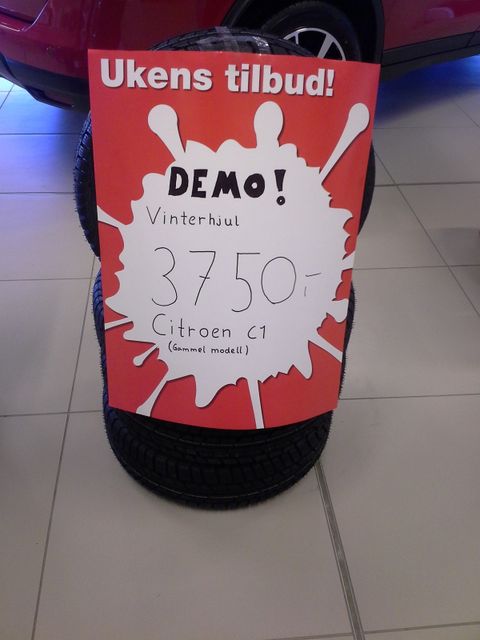 Ukens tilbud!
DEMO!
Vinterhjul
3750,-
Citroen C1
(Gammel modell)